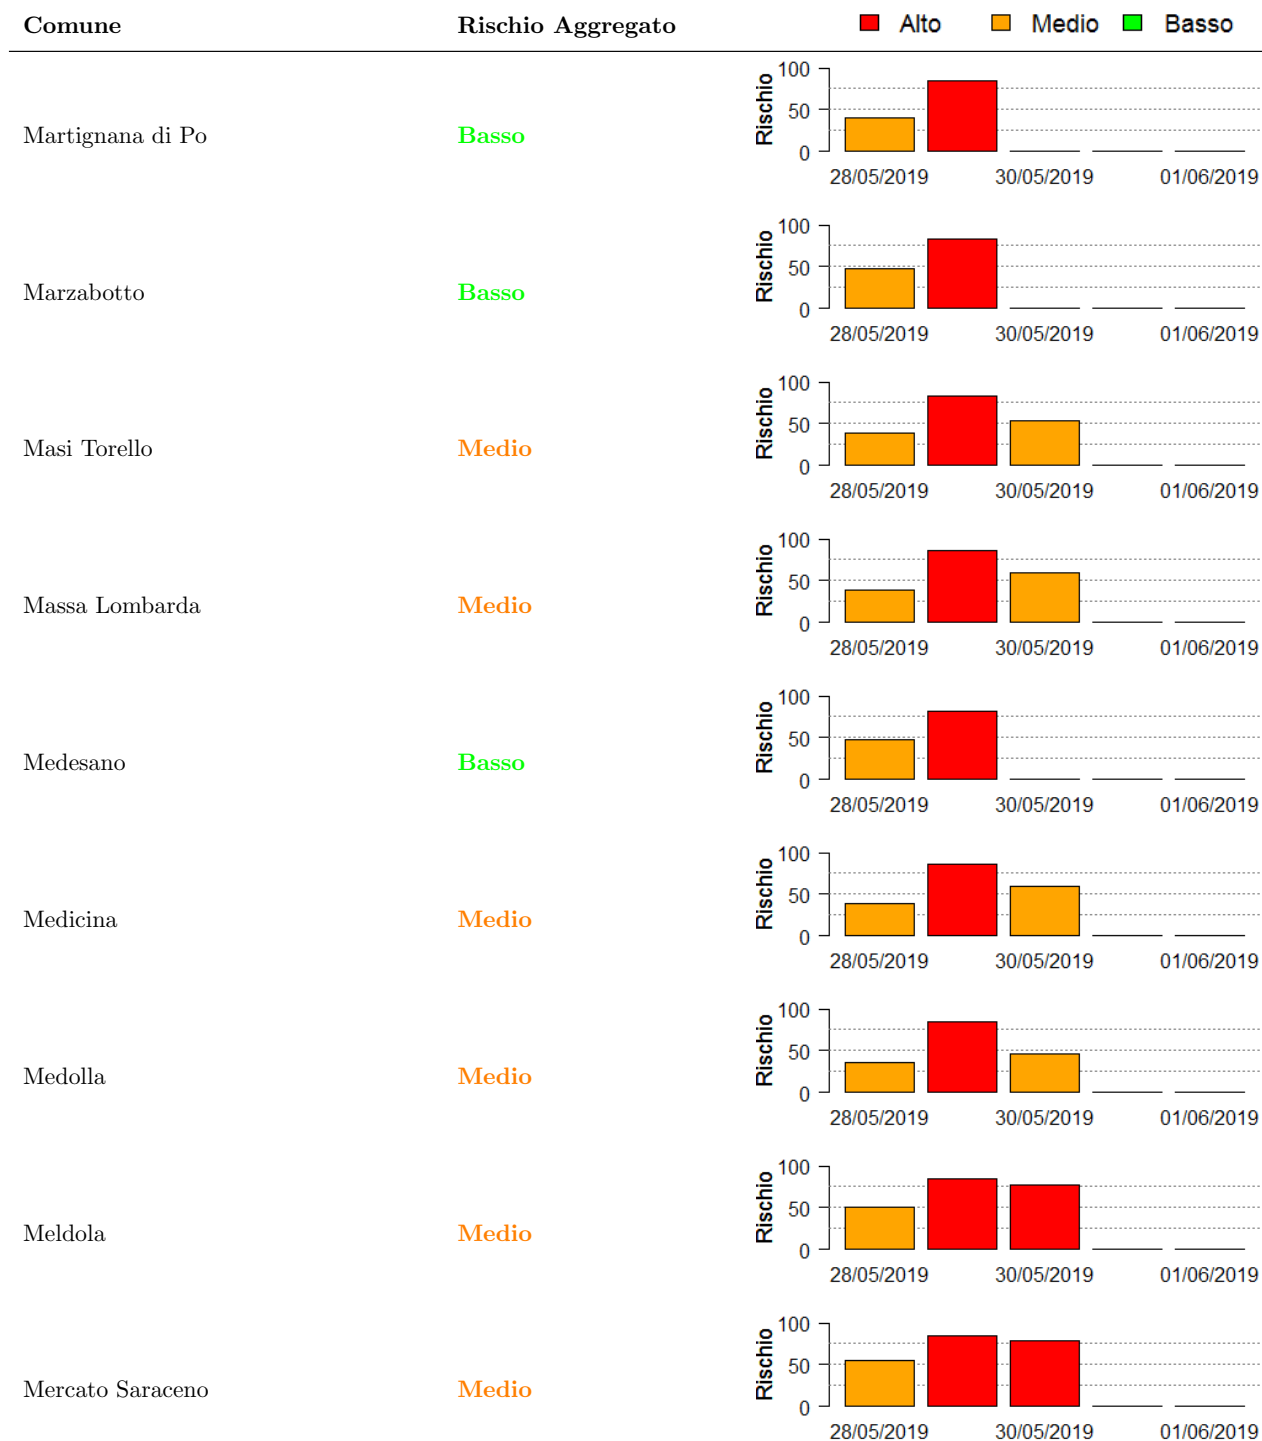 Comune Rischio Aggregato Alto Medio Basso
Martignana di Po Basso Rischio 100 50 0
28/05/2019 30/05/2019 01/06/2019
Marzabotto Basso Rischio 100 50 0
28/05/2019 30/05/2019 01/06/2019
Masi Torello Medio Rischio 100 50 0
28/05/2019 30/05/2019 01/06/2019
Massa Lombarda Medio Rischio 100 50 0
28/05/2019 30/05/2019 01/06/2019
Medesano Basso Rischio 100 50 0
28/05/2019 30/05/2019 01/06/2019
Medicina Medio Rischio 100 50 0
28/05/2019 30/05/2019 01/06/2019
Medolla Medio Rischio 100 50 0
28/05/2019 30/05/2019 01/06/2019
Meldola Medio Rischio 100 50 0
28/05/2019 30/05/2019 01/06/2019
Mercato Saraceno Medio Rischio 100 50 0
28/05/2019 30/05/2019 01/06/2019